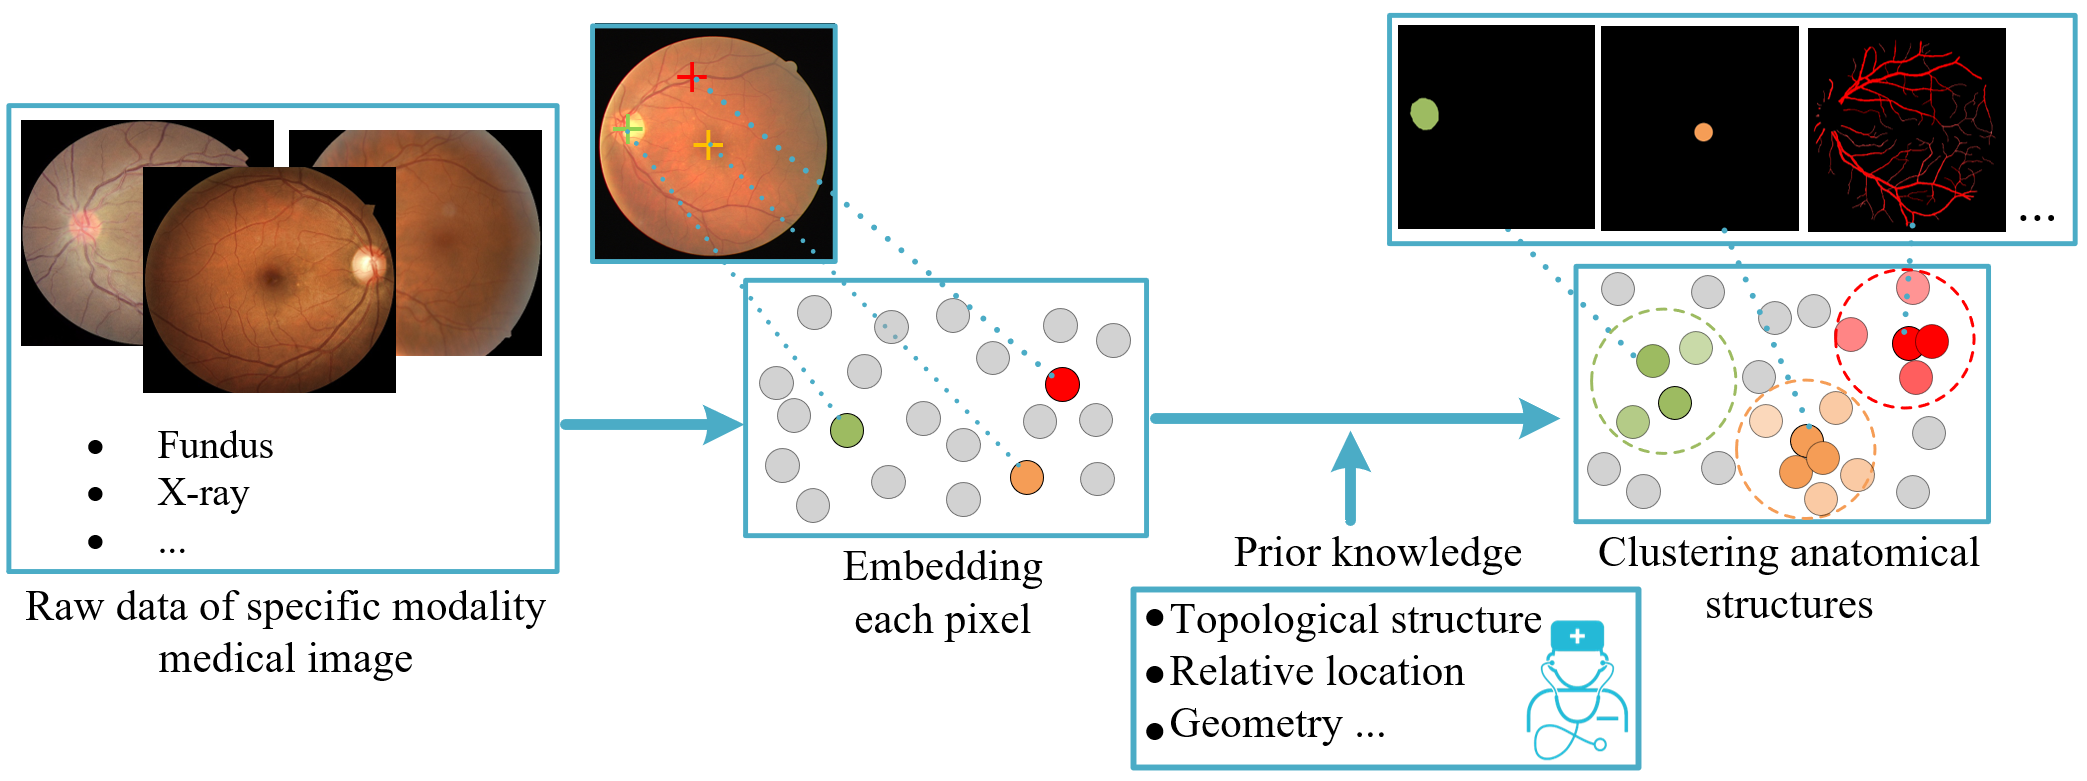 ● Fundus
● X-ray
● ...
Raw data of specific modality
medical image
Embedding
each pixel
Prior knowledge
● Topological structure
● Relative location
● Geometry ...
...
Clustering anatomical
structures